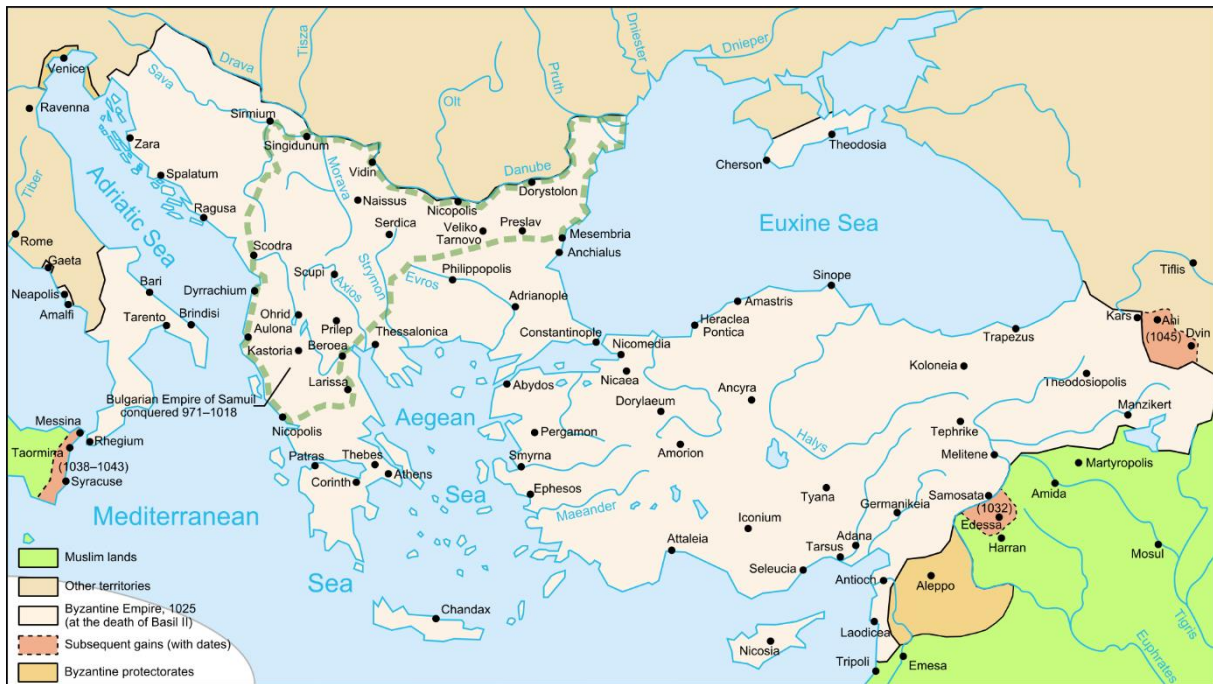 Venice
Ravenna
Zara
Spalatum
Ragusa
Adriatic Sea
Tiber
Rome
Gaeta
Neapolis
Amalfi
Bari
Tarento
Brindisi
Messina
Rhegium
Taormina
(1038–1043)
Syracuse
Drava
Sava
Tisza
Sirmium
Singidunum
Morava
Vidin
Naissus
Serdica
Olt
Pruth
Dniester
Dnieper
Danube
Dorystolon
Nicopolis
Veliko
Tarnovo
Preslav
Mesembria
Anchialus
Scodra
Scupi
Axios
Strymon
Dyrrachium
Ohrid
Aulona
Prilep
Kastoria
Beroea
Thessalonica
Larissa
Evros
Philippopolis
Adrianople
Constantinople
Bulgarian Empire of Samuil
conquered 971–1018
Nicopolis
Patras
Thebes
Corinth
Athens
Aegean
Sea
Mediterranean
Sea
Chandax
Cherson
Theodosia
Euxine Sea
Sinope
Amastris
Heraclea
Pontica
Nicomedia
Nicaea
Abydos
Dorylaeum
Ancyra
Pergamon
Amorion
Smyrna
Ephesos
Maeander
Halys
Iconium
Attaleia
Tyana
Seleucia
Tarsus
Adana
Germanikeia
Trapezus
Koloneia
Tephrike
Melitene
Theodosiopolis
Manzikert
Tiflis
Kars
Ani
(1045)
Dvin
Samosata
(1032)
Edessa
Harran
Martyropolis
Amida
Mosul
Antioch
Aleppo
Laodicea
Nicosia
Tripoli
Emesa
Euphrates
Tigris
Muslim lands
Other territories
Byzantine Empire, 1025
(at the death of Basil II)
Subsequent gains (with dates)
Byzantine protectorates